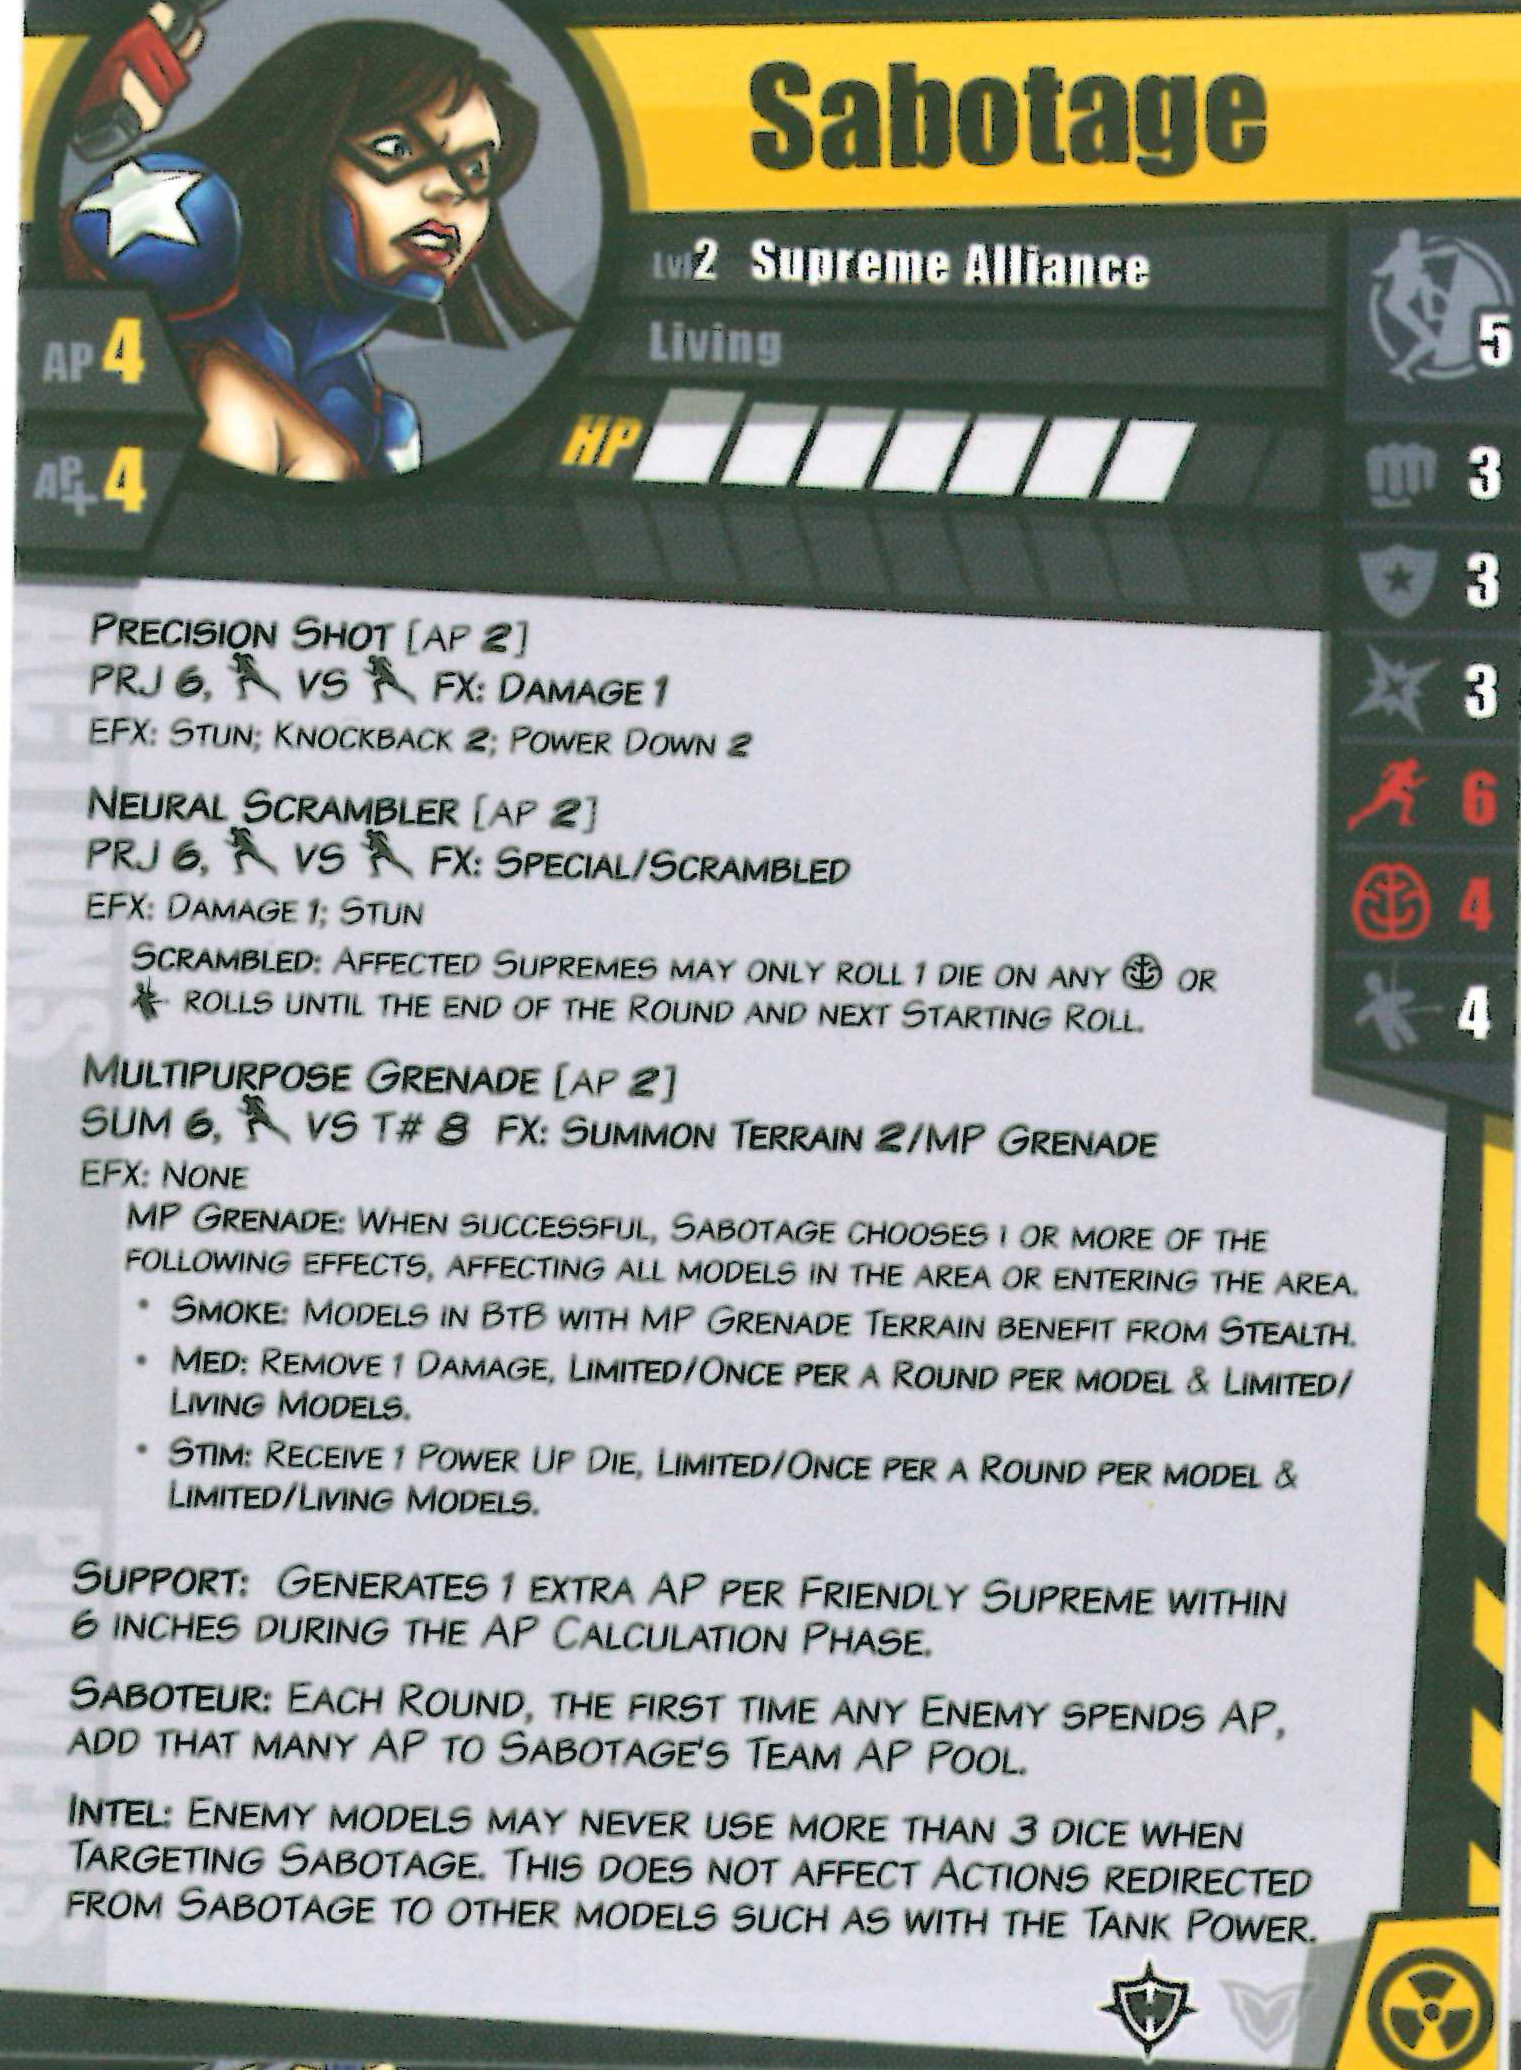 Sabotage
Lvl 2 Supreme Alliance
Living
AP 4
AP+ 4
HP
5
3
3
3
6
4
4
PRECISION SHOT [AP 2]
PRJ 6, VS FX: DAMAGE 1
EFX: STUN; KNOCKBACK 2; POWER DOWN 2
NEURAL SCRAMBLER [AP 2]
PRJ 6, VS FX: SPECIAL/SCRAMBLED
EFX: DAMAGE 1; STUN
SCRAMBLED: AFFECTED SUPREMES MAY ONLY ROLL 1 DIE ON ANY OR
ROLLS UNTIL THE END OF THE ROUND AND NEXT STARTING ROLL.
MULTIPURPOSE GRENADE [AP 2]
SUM 6, VS T# 8 FX: SUMMON TERRAIN 2/MP GRENADE
EFX: NONE
MP GRENADE: WHEN SUCCESSFUL, SABOTAGE CHOOSES 1 OR MORE OF THE
FOLLOWING EFFECTS, AFFECTING ALL MODELS IN THE AREA OR ENTERING THE AREA.
• SMOKE: MODELS IN BTB WITH MP GRENADE TERRAIN BENEFIT FROM STEALTH.
• MED: REMOVE 1 DAMAGE, LIMITED/ONCE PER A ROUND PER MODEL & LIMITED/
LIVING MODELS.
• STIM: RECEIVE 1 POWER UP DIE, LIMITED/ONCE PER A ROUND PER MODEL &
LIMITED/LIVING MODELS.
SUPPORT: GENERATES 1 EXTRA AP PER FRIENDLY SUPREME WITHIN
6 INCHES DURING THE AP CALCULATION PHASE.
SABOTEUR: EACH ROUND, THE FIRST TIME ANY ENEMY SPENDS AP,
ADD THAT MANY AP TO SABOTAGE'S TEAM AP POOL.
INTEL: ENEMY MODELS MAY NEVER USE MORE THAN 3 DICE WHEN
TARGETING SABOTAGE. THIS DOES NOT AFFECT ACTIONS REDIRECTED
FROM SABOTAGE TO OTHER MODELS SUCH AS WITH THE TANK POWER.